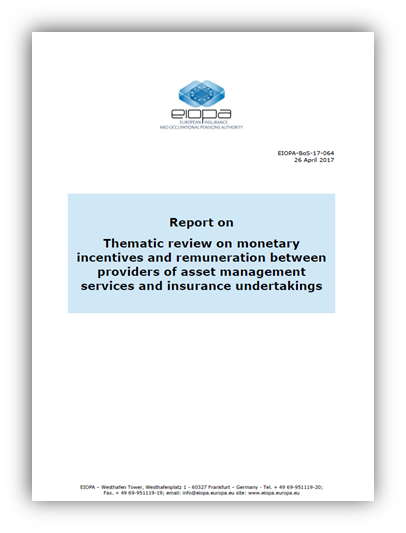 eiopa
EUROPEAN INSURANCE
AND OCCUPATIONAL PENSIONS AUTHORITY
EIOPA-BoS-17-064
26 April 2017
Report on
Thematic review on monetary
incentives and remuneration between
providers of asset management
services and insurance undertakings
EIOPA – Westhafen Tower, Westhafenplatz 1 - 60327 Frankfurt – Germany - Tel. + 49 69-951119-20;
Fax. + 49 69-951119-19; email: info@eiopa.europa.eu site: www.eiopa.europa.eu